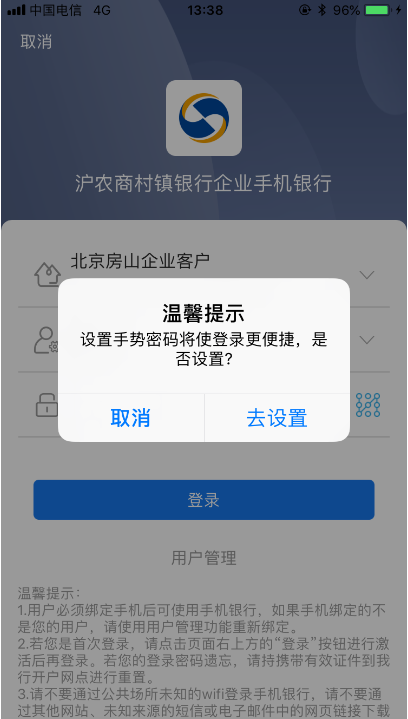 中国电信 4G 13:38 96%
取消
沪农商村镇银行企业手机银行
北京房山企业客户
温馨提示
设置手势密码将使登录更便捷，是
否设置?
取消 去设置
登录
用户管理
温馨提示：
1.用户必须绑定手机后可使用手机银行，如果手机绑定的不
是您的用户，请使用用户管理功能重新绑定。
2.若您是首次登录，请点击页面右上方的“登录”按钮进行激
活后再登录。若您的登录密码遗忘，请持携带有效证件到我
行开户网点进行重置。
3.请不要通过公共场所未知的wifi登录手机银行，请不要通
过其他网站、未知来源的短信或电子邮件中的网页链接下载